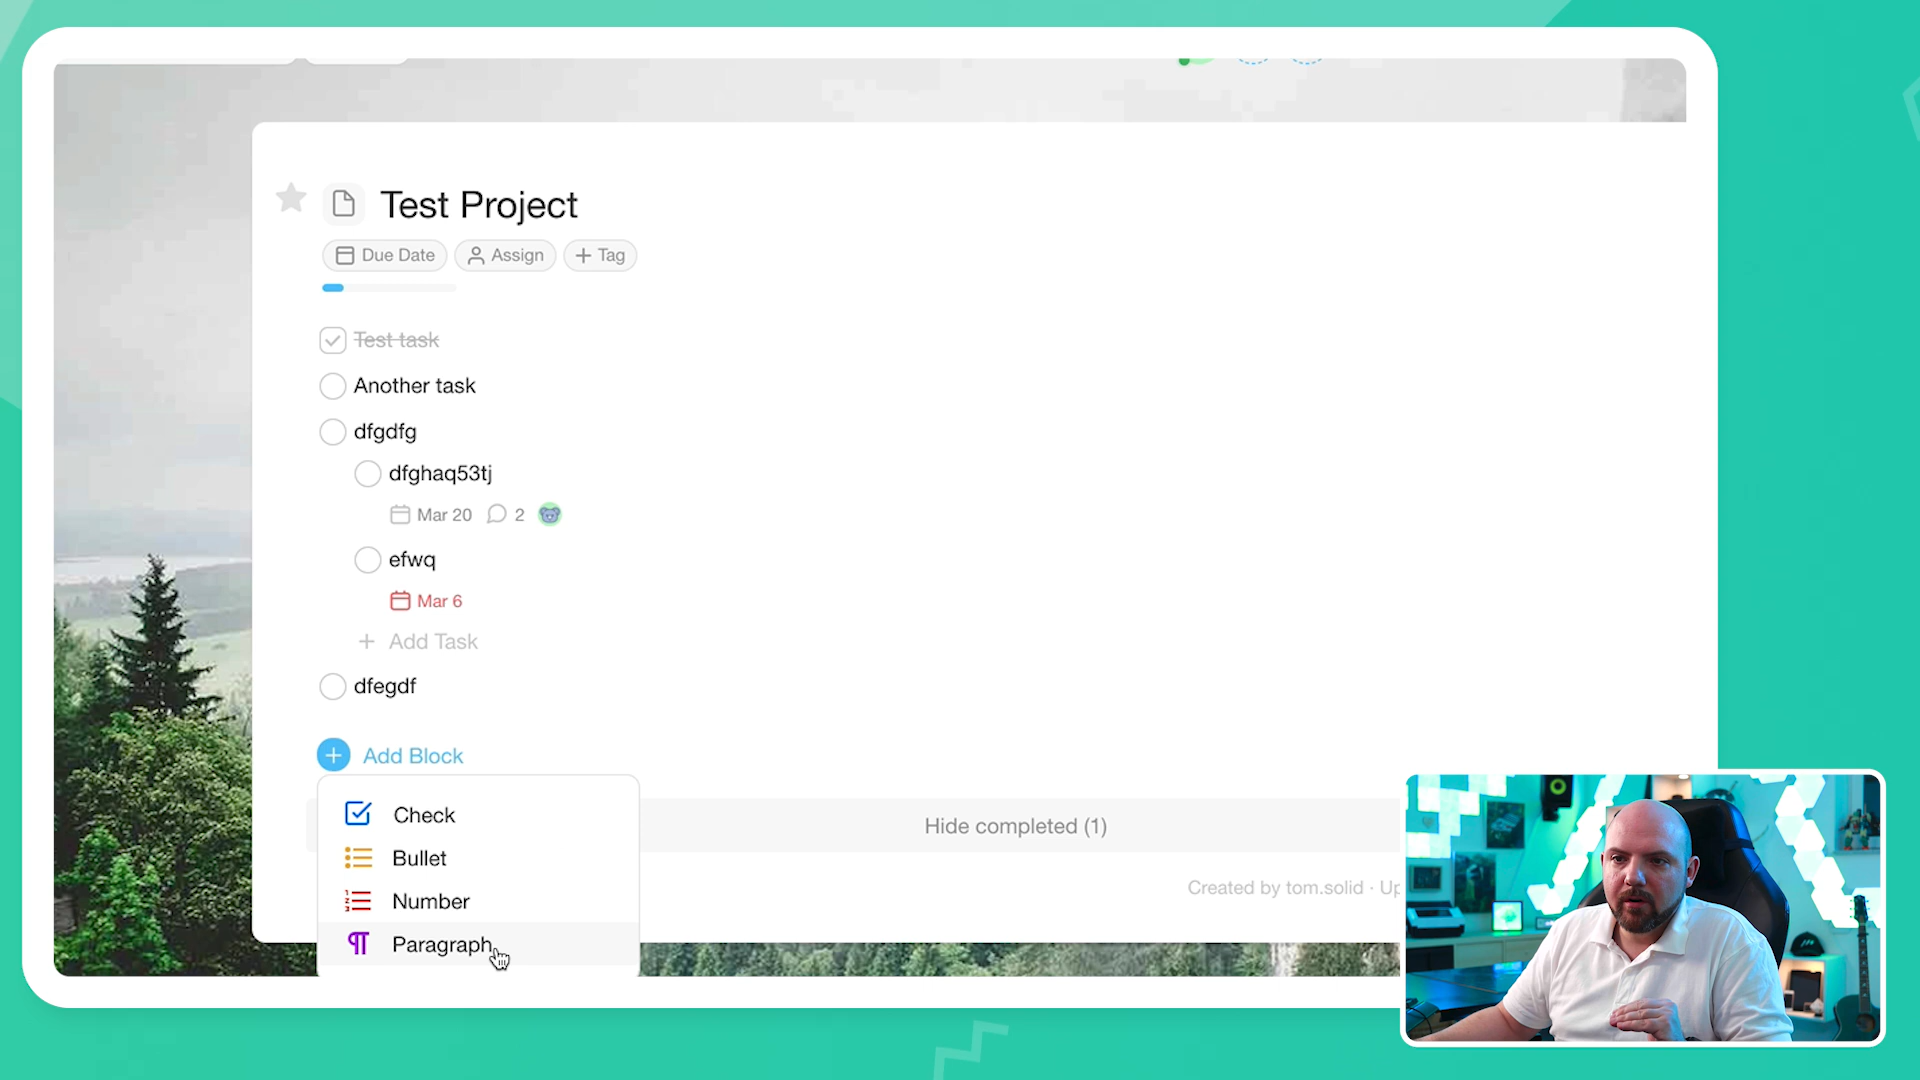 Test Project
Due Date Assign + Tag
Test task
Another task
dfgdfg
dfghaq53tj
Mar 20 2
efwq
Mar 6
+ Add Task
dfegdf
+ Add Block
Check
Bullet
Number
Paragraph
Hide completed (1)
Created by tom.solid · Up